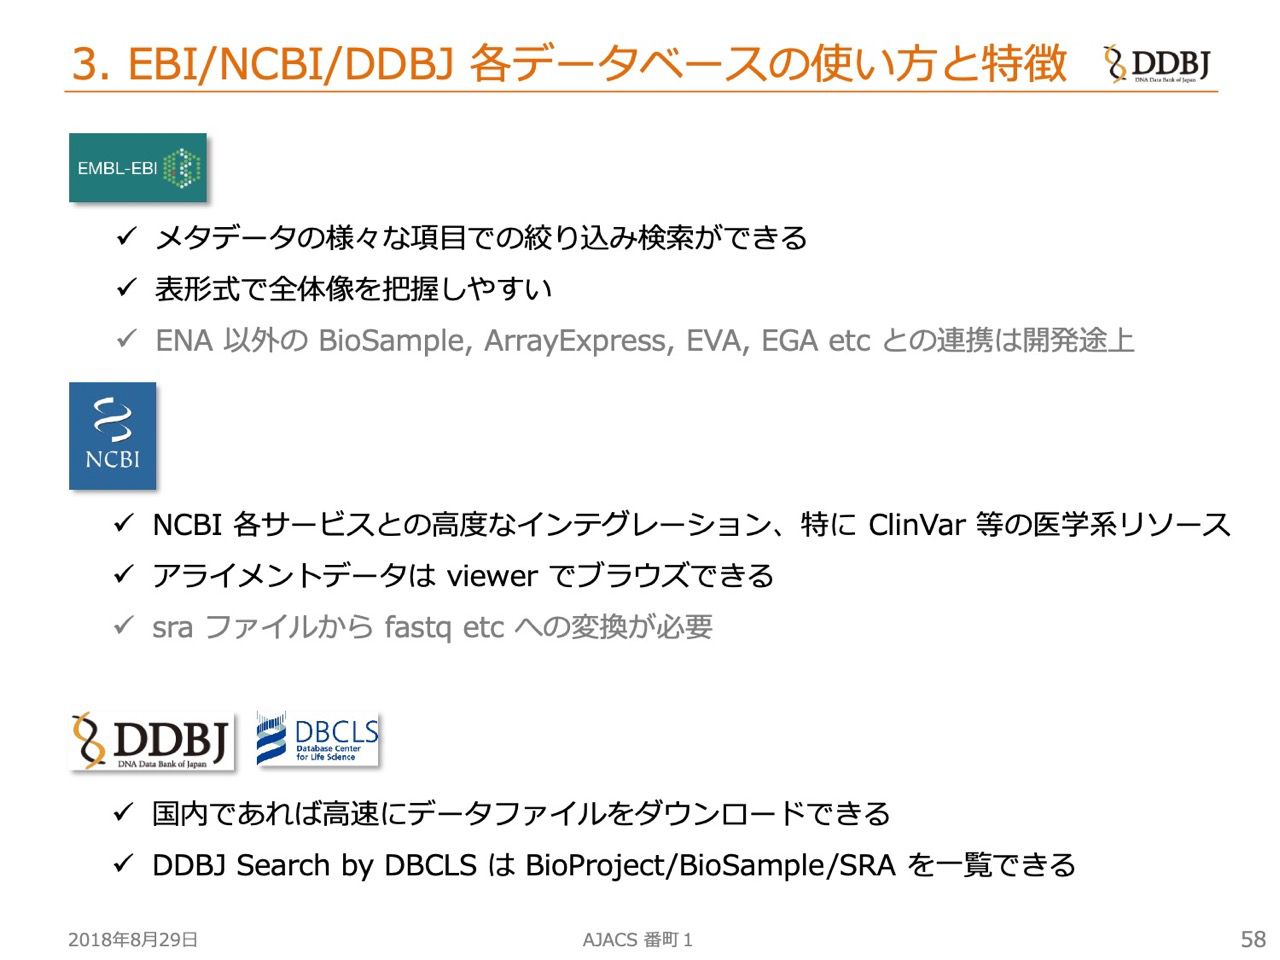 3. EBI/NCBI/DDBJ 各データベースの使い方と特徴
DDBJ
DNA Data Bank of Japan
EMBL-EBI
✓ メタデータの様々な項目での絞り込み検索ができる
✓ 表形式で全体像を把握しやすい
✓ ENA 以外の BioSample, ArrayExpress, EVA, EGA etc との連携は開発途上
NCBI
✓ NCBI 各サービスとの高度なインテグレーション、特に ClinVar 等の医学系リソース
✓ アライメントデータは viewer でブラウズできる
✓ sra ファイルから fastq etc への変換が必要
DDBJ
DNA Data Bank of Japan
DBCLS
Database Center
for Life Science
✓ 国内であれば高速にデータファイルをダウンロードできる
✓ DDBJ Search by DBCLS は BioProject/BioSample/SRA を一覧できる
2018年8月29日
AJACS 番町１
58